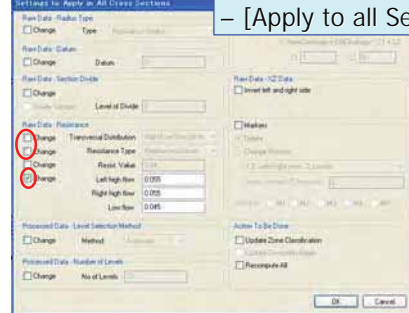 Settings to Apply in All Cross Sections
– [Apply to all Se
Raw Data - Radius Type
Change Type
Raw Data - Datum
Change Datum
Raw Data - Section Divide
Change
Level of Divide
Raw Data - XZ Data
Invert left and right side
Raw Data - Resistance
Change Transversal Distribution
Change Resistance Type
Change Resist. Value
Change Left high flow 0.055
Right high flow 0.055
Low flow 0.045
Markers
Processed Data - Level Selection Method
Change Method
Processed Data - Number of Levels
Change No of Levels
Action To Be Done
Update Zone Classification
Recompute All
OK Cancel